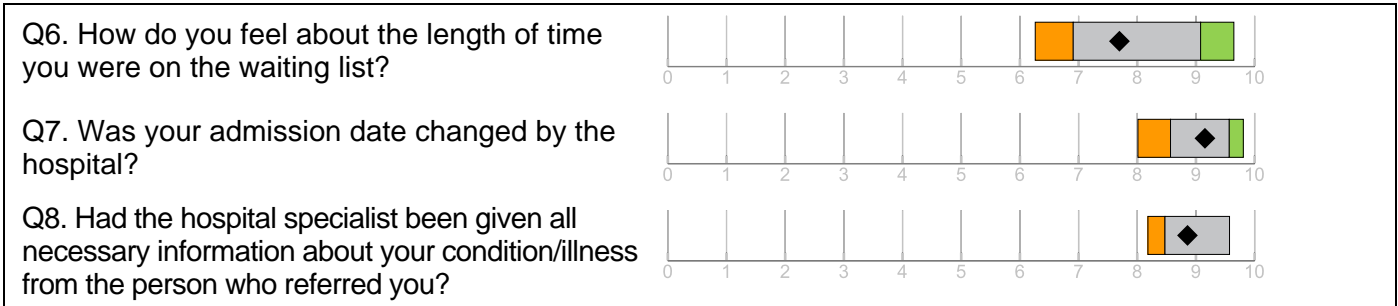 Q6. How do you feel about the length of time
you were on the waiting list?
0 1 2 3 4 5 6 7 8 9 10
Q7. Was your admission date changed by the
hospital?
0 1 2 3 4 5 6 7 8 9 10
Q8. Had the hospital specialist been given all
necessary information about your condition/illness
from the person who referred you?
0 1 2 3 4 5 6 7 8 9 10